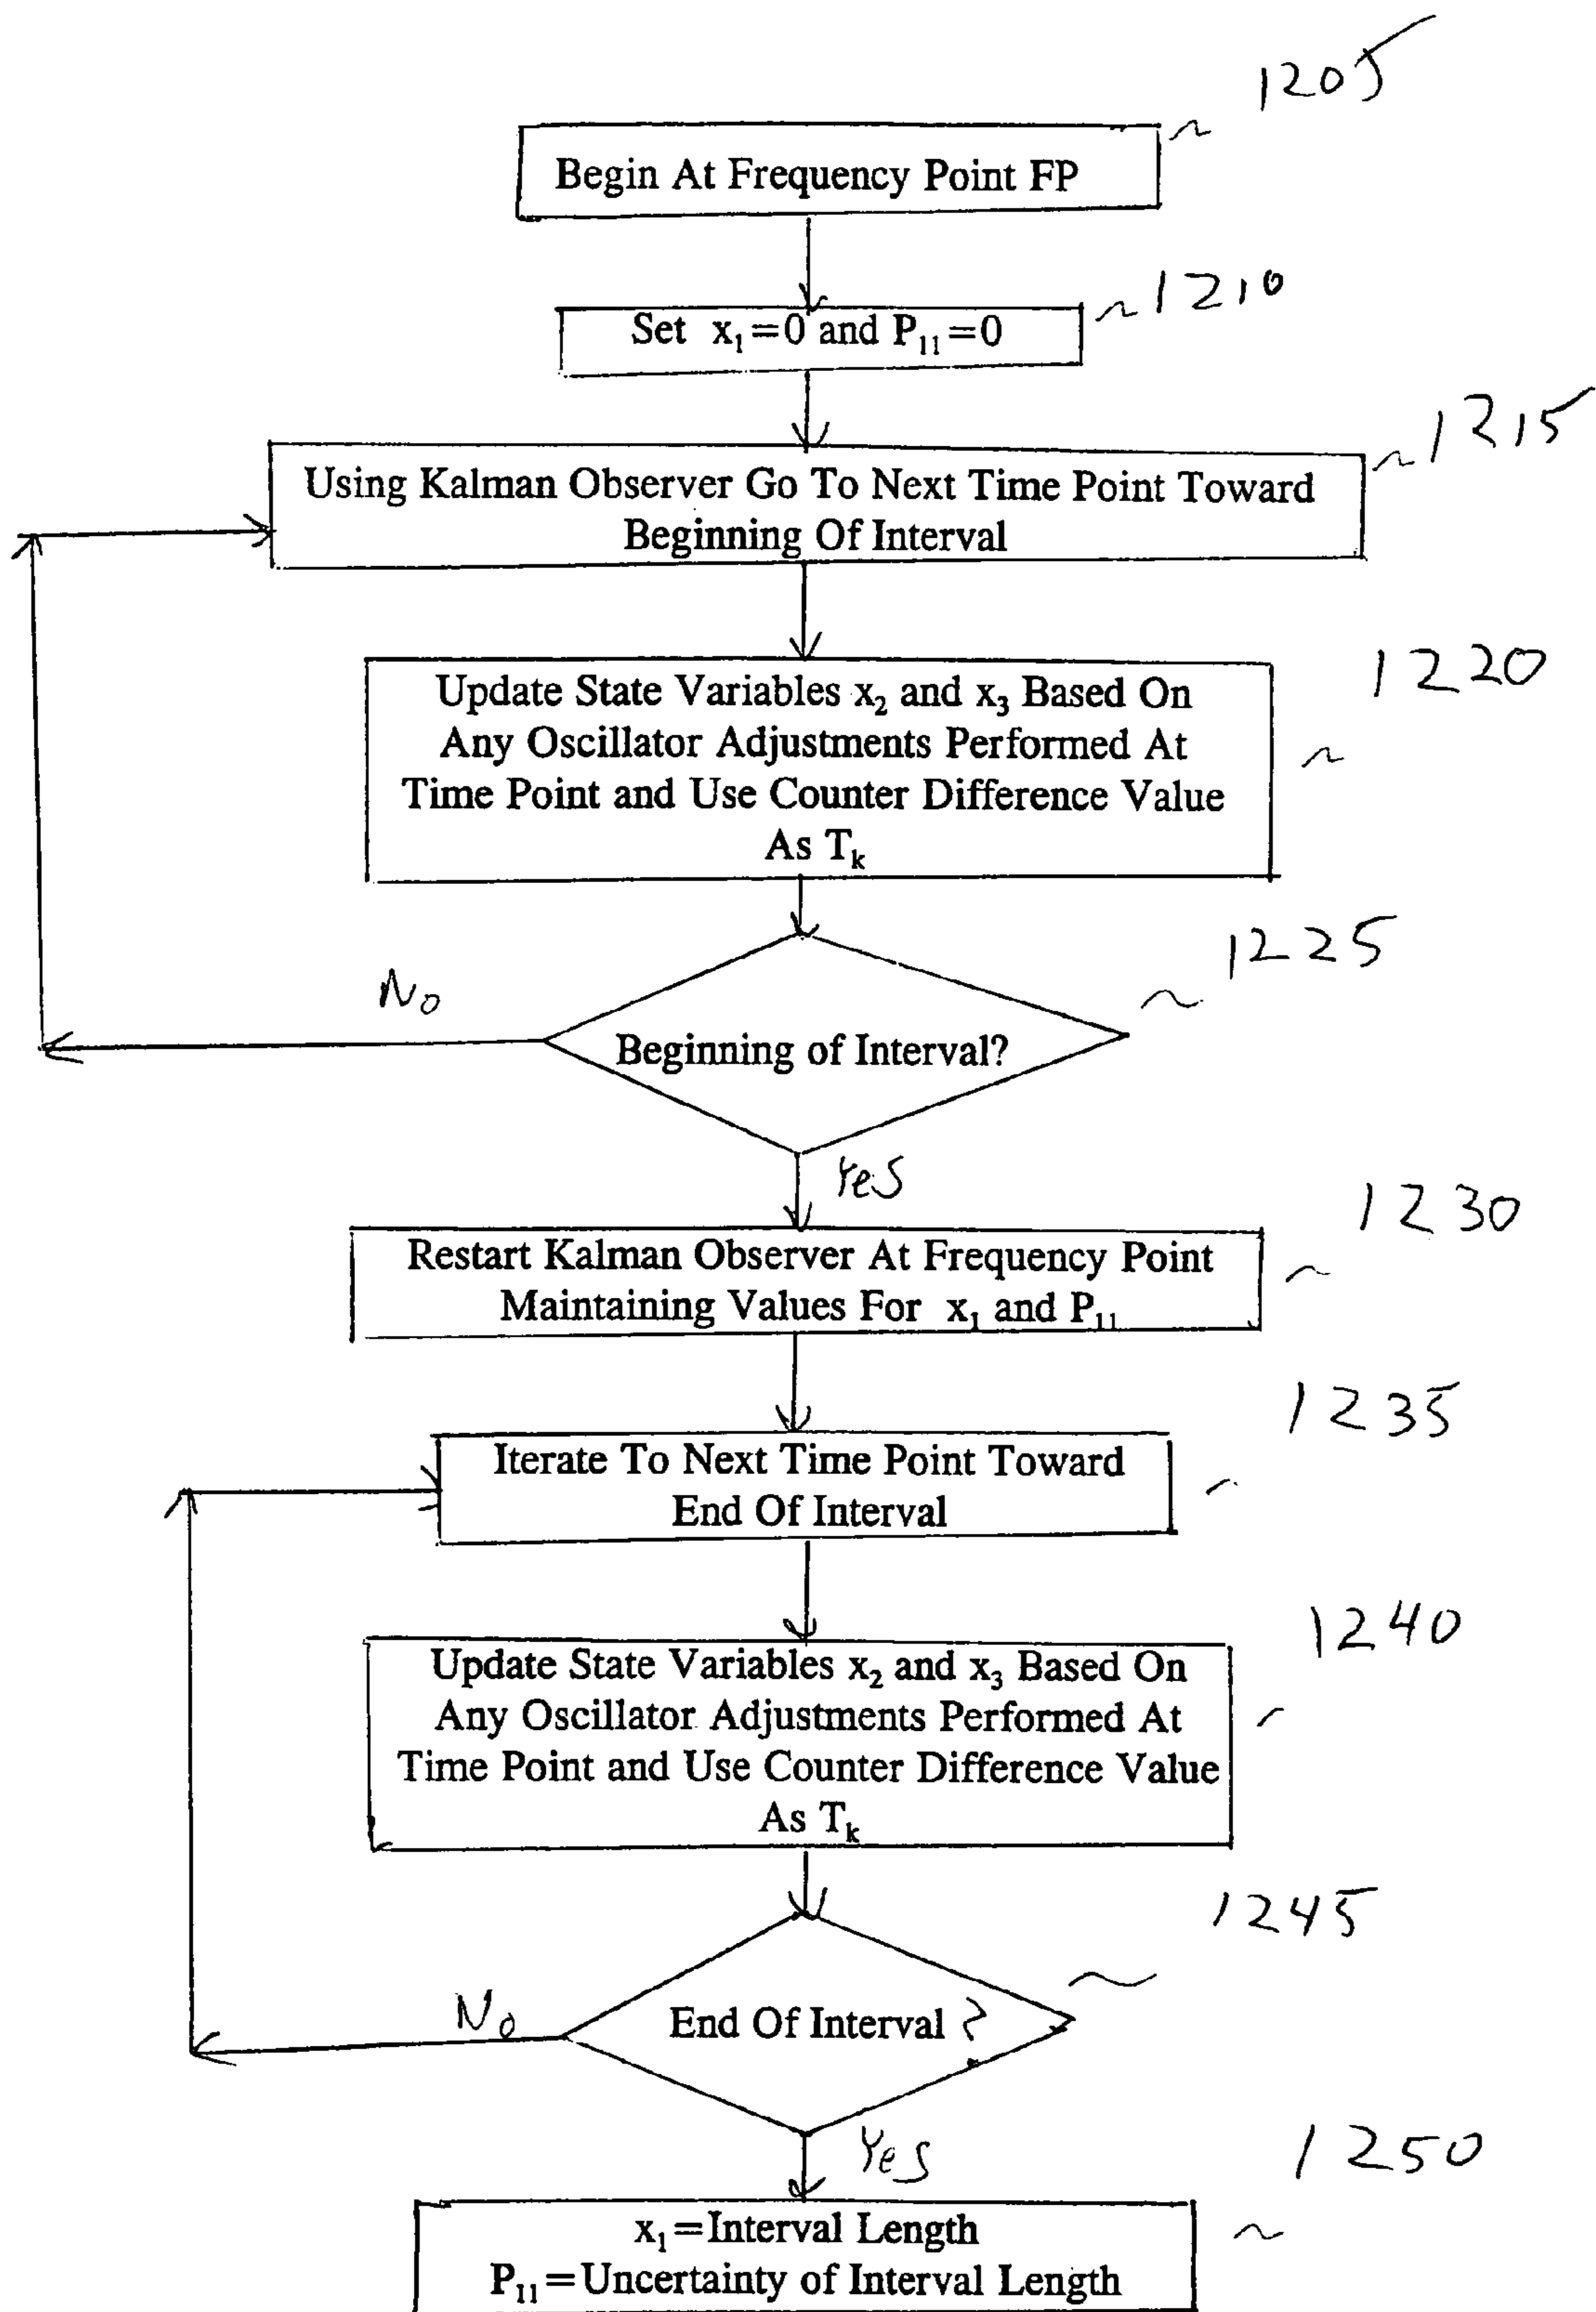 1205
Begin At Frequency Point FP
1210
Set x₁=0 and P₁₁=0
1215
Using Kalman Observer Go To Next Time Point Toward
Beginning Of Interval
1220
Update State Variables x₂ and x₃ Based On
Any Oscillator Adjustments Performed At
Time Point and Use Counter Difference Value
As Tₖ
1225
No
Beginning of Interval?
Yes
1230
Restart Kalman Observer At Frequency Point
Maintaining Values For x₁ and P₁₁
1235
Iterate To Next Time Point Toward
End Of Interval
1240
Update State Variables x₂ and x₃ Based On
Any Oscillator Adjustments Performed At
Time Point and Use Counter Difference Value
As Tₖ
1245
No
End Of Interval ?
Yes
1250
x₁=Interval Length
P₁₁=Uncertainty of Interval Length